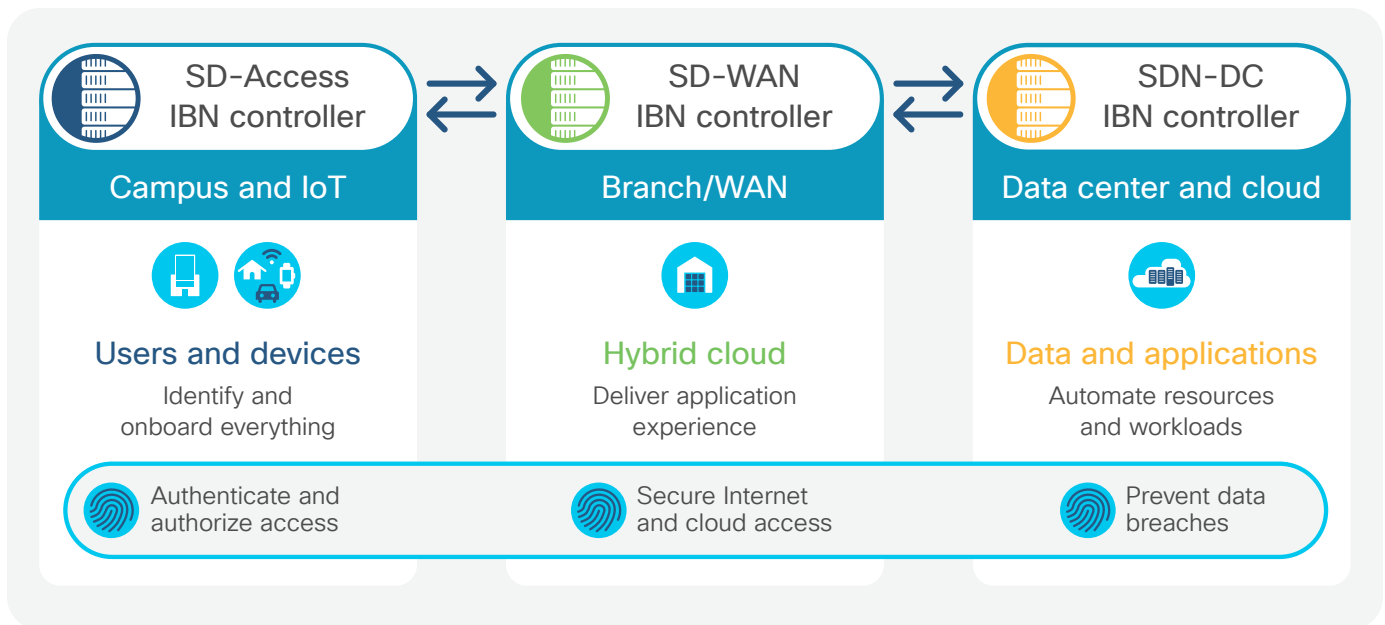 SD-Access
IBN controller
SD-WAN
IBN controller
SDN-DC
IBN controller
Campus and IoT
Branch/WAN
Data center and cloud
Users and devices
Identify and
onboard everything
Hybrid cloud
Deliver application
experience
Data and applications
Automate resources
and workloads
Authenticate and
authorize access
Secure Internet
and cloud access
Prevent data
breaches